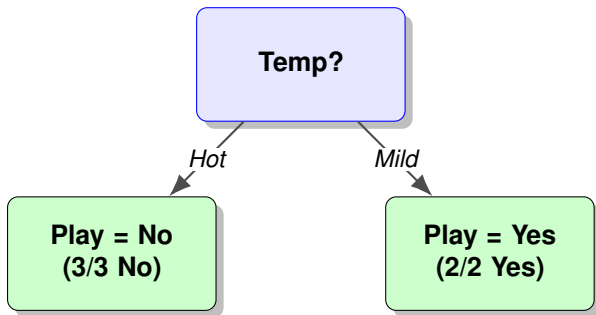 Temp?
Hot
Mild
Play = No
(3/3 No)
Play = Yes
(2/2 Yes)